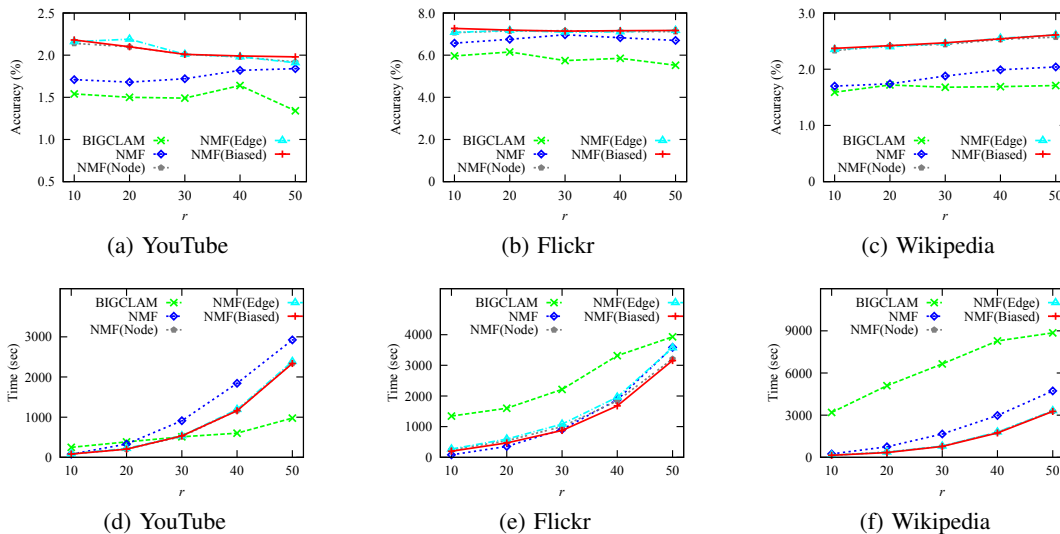 2.5
2.0
1.5
1.0
0.5
Accuracy (%)
BIGCLAM
NMF
NMF(Node)
NMF(Edge)
NMF(Biased)
10 20 30 40 50
r
(a) YouTube
8.0
6.0
4.0
2.0
0
Accuracy (%)
BIGCLAM
NMF
NMF(Node)
NMF(Edge)
NMF(Biased)
10 20 30 40 50
r
(b) Flickr
3.0
2.0
1.0
0
Accuracy (%)
BIGCLAM
NMF
NMF(Node)
NMF(Edge)
NMF(Biased)
10 20 30 40 50
r
(c) Wikipedia
3000
2000
1000
0
Time (sec)
BIGCLAM
NMF
NMF(Node)
NMF(Edge)
NMF(Biased)
10 20 30 40 50
r
(d) YouTube
5000
4000
3000
2000
1000
0
Time (sec)
BIGCLAM
NMF
NMF(Node)
NMF(Edge)
NMF(Biased)
10 20 30 40 50
r
(e) Flickr
9000
6000
3000
0
Time (sec)
BIGCLAM
NMF
NMF(Node)
NMF(Edge)
NMF(Biased)
10 20 30 40 50
r
(f) Wikipedia